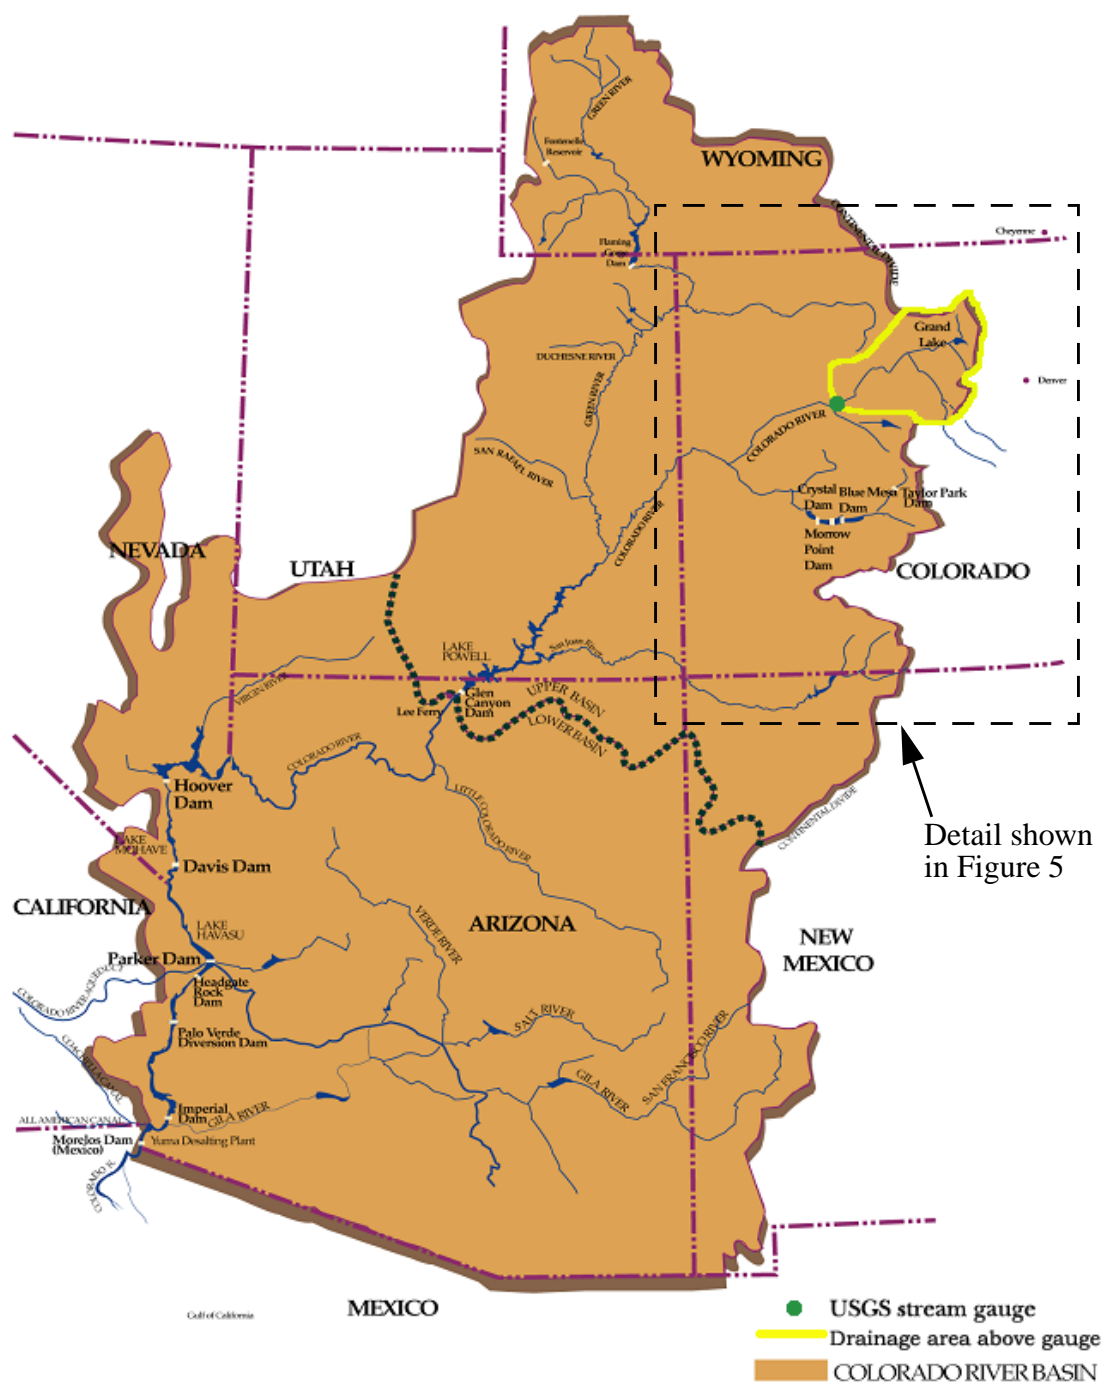 GREEN RIVER
Fontenelle
Reservoir
WYOMING
CONTINENTAL DIVIDE
Cheyenne
Flaming
Gorge
Dam
Grand
Lake
DUCHESNE RIVER
Denver
GREEN RIVER
COLORADO RIVER
SAN RAFAEL RIVER
Crystal
Dam
Blue Mesa
Dam
Taylor Park
Dam
COLORADO RIVER
Morrow
Point
Dam
NEVADA
UTAH
COLORADO
LAKE
POWELL
San Juan River
VIRGIN RIVER
Glen
Canyon
Dam
Lee Ferry
UPPER BASIN
LOWER BASIN
COLORADO RIVER
Hoover
Dam
LITTLE COLORADO RIVER
CONTINENTAL DIVIDE
Detail shown
in Figure 5
LAKE
MOHAVE
Davis Dam
CALIFORNIA
LAKE
HAVASU
VERDE RIVER
ARIZONA
NEW
MEXICO
Parker Dam
COLORADO RIVER AQUEDUCT
Headgate
Rock
Dam
SALT RIVER
Palo Verde
Diversion Dam
SAN FRANCISCO RIVER
COACHELLA CANAL
GILA RIVER
Imperial
Dam
GILA RIVER
ALL AMERICAN CANAL
Morelos Dam
(Mexico)
Yuma Desalting Plant
COLORADO R.
Gulf of California
MEXICO
USGS stream gauge
Drainage area above gauge
COLORADO RIVER BASIN